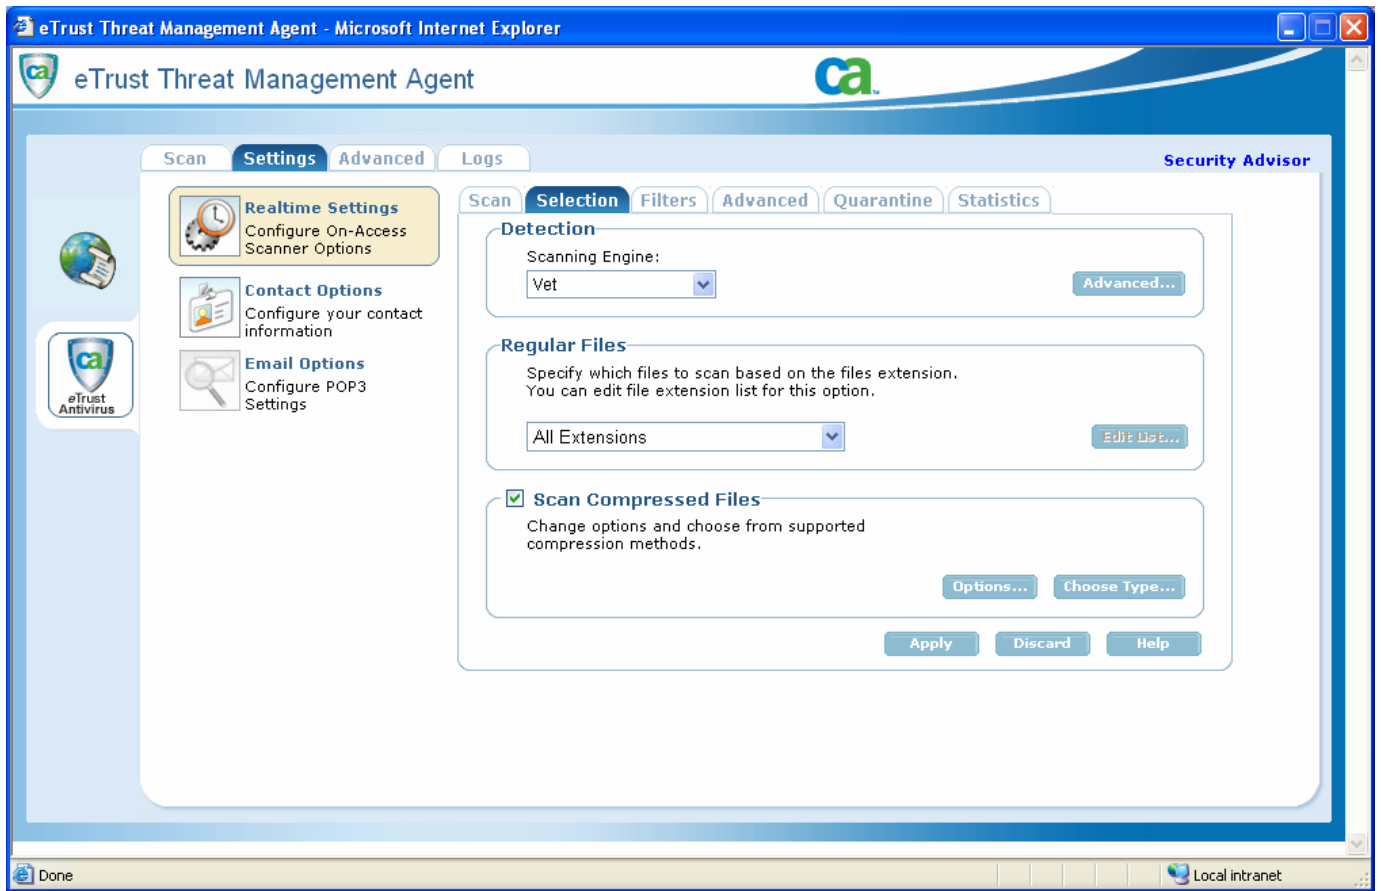 eTrust Threat Management Agent - Microsoft Internet Explorer
ca
eTrust Threat Management Agent
ca™
Scan Settings Advanced Logs
Security Advisor
Realtime Settings
Configure On-Access
Scanner Options
Contact Options
Configure your contact
information
Email Options
Configure POP3
Settings
ca
eTrust
Antivirus
Scan Selection Filters Advanced Quarantine Statistics
Detection
Scanning Engine:
Vet
Advanced...
Regular Files
Specify which files to scan based on the files extension.
You can edit file extension list for this option.
All Extensions
Edit List...
Scan Compressed Files
Change options and choose from supported
compression methods.
Options... Choose Type...
Apply Discard Help
Done
Local intranet